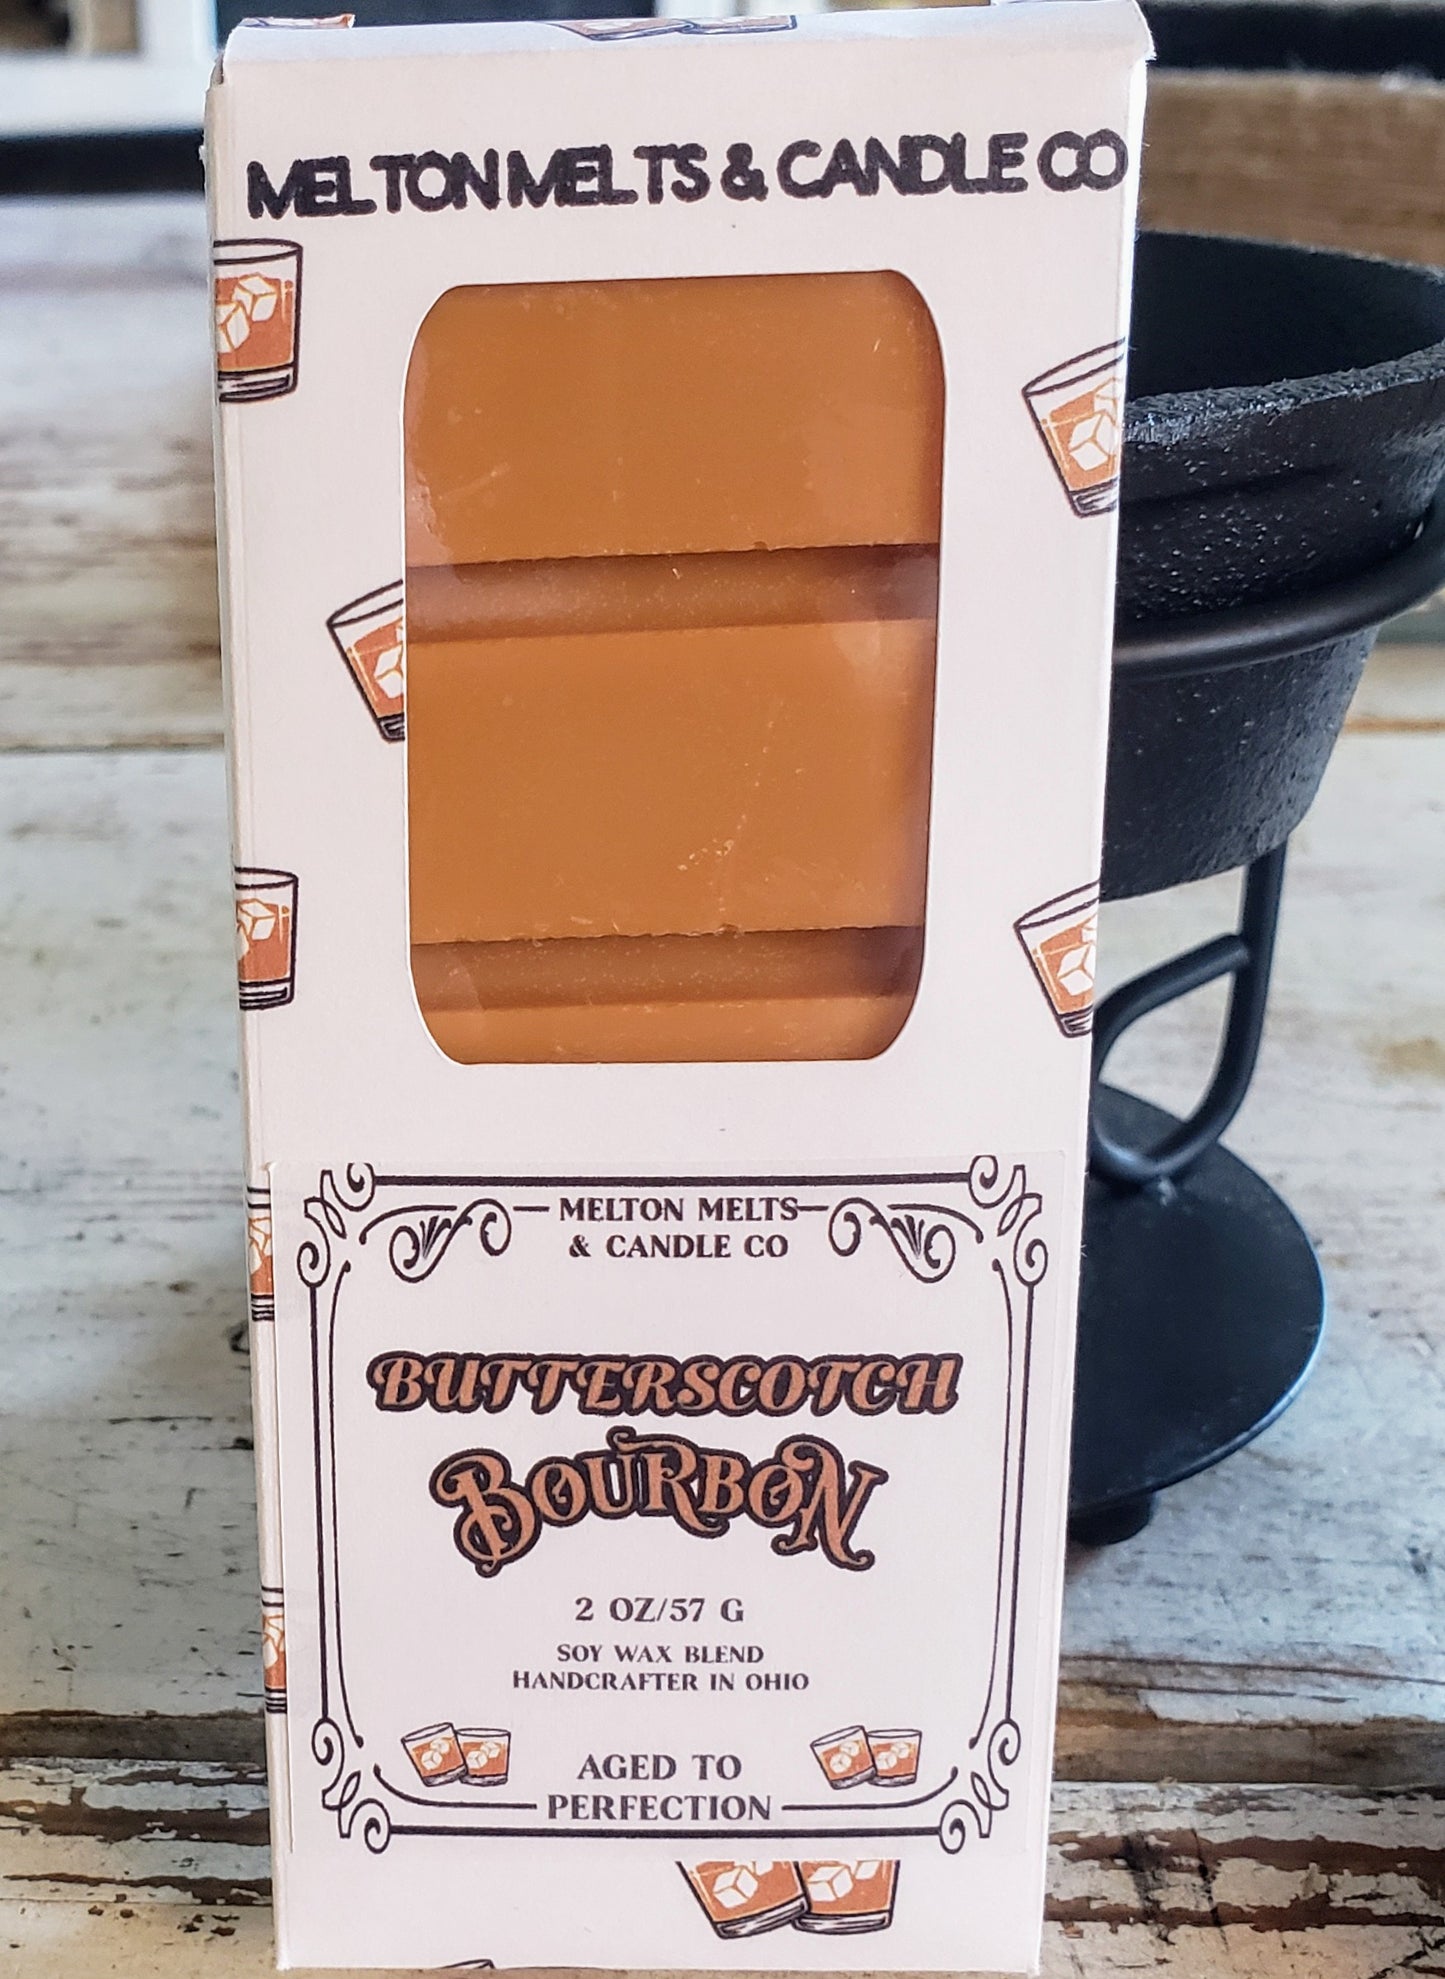 MELTON MELTS & CANDLE CO
MELTON MELTS
& CANDLE CO
BUTTERSCOTCH
BOURBON
2 OZ/57 G
SOY WAX BLEND
HANDCRAFTER IN OHIO
AGED TO
PERFECTION